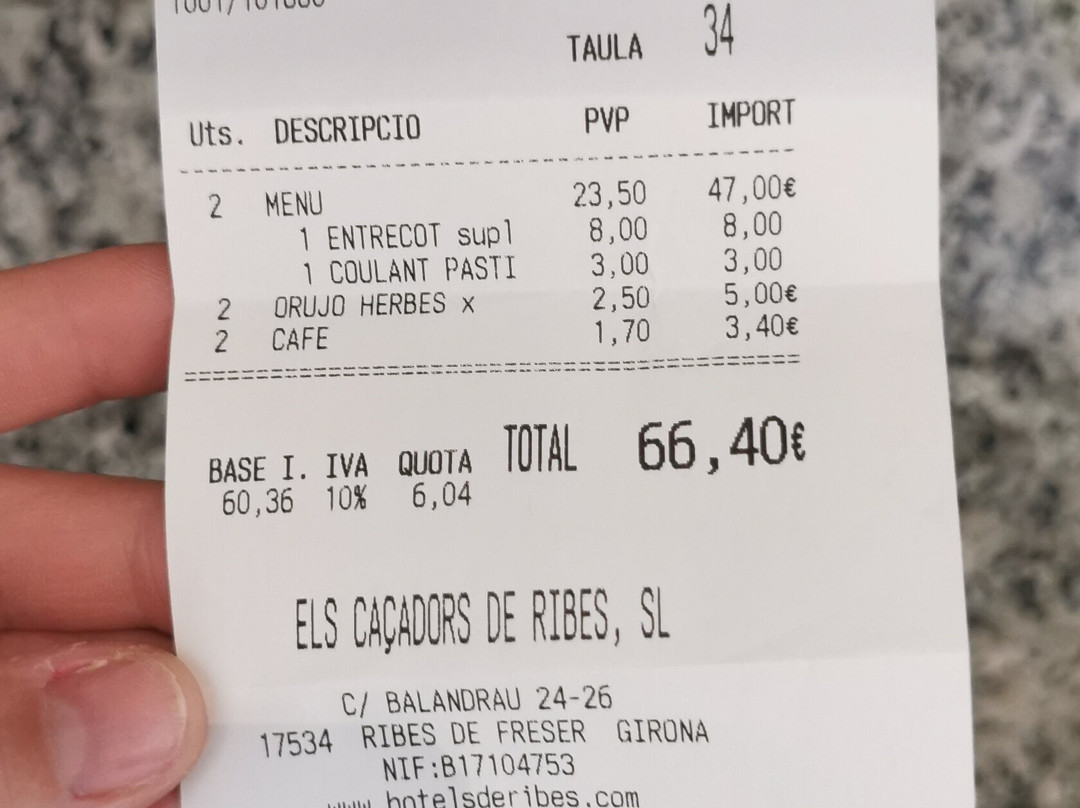 TAULA 34
Uts. DESCRIPCIO PVP IMPORT
2 MENU 23,50 47,00€
1 ENTRECOT supl 8,00 8,00
1 COULANT PASTI 3,00 3,00
2 ORUJO HERBES x 2,50 5,00€
2 CAFE 1,70 3,40€
BASE I. IVA QUOTA TOTAL 66,40€
60,36 10% 6,04
ELS CAÇADORS DE RIBES, SL
C/ BALANDRAU 24-26
17534 RIBES DE FRESER GIRONA
NIF:B17104753
www.hotelsderibes.com